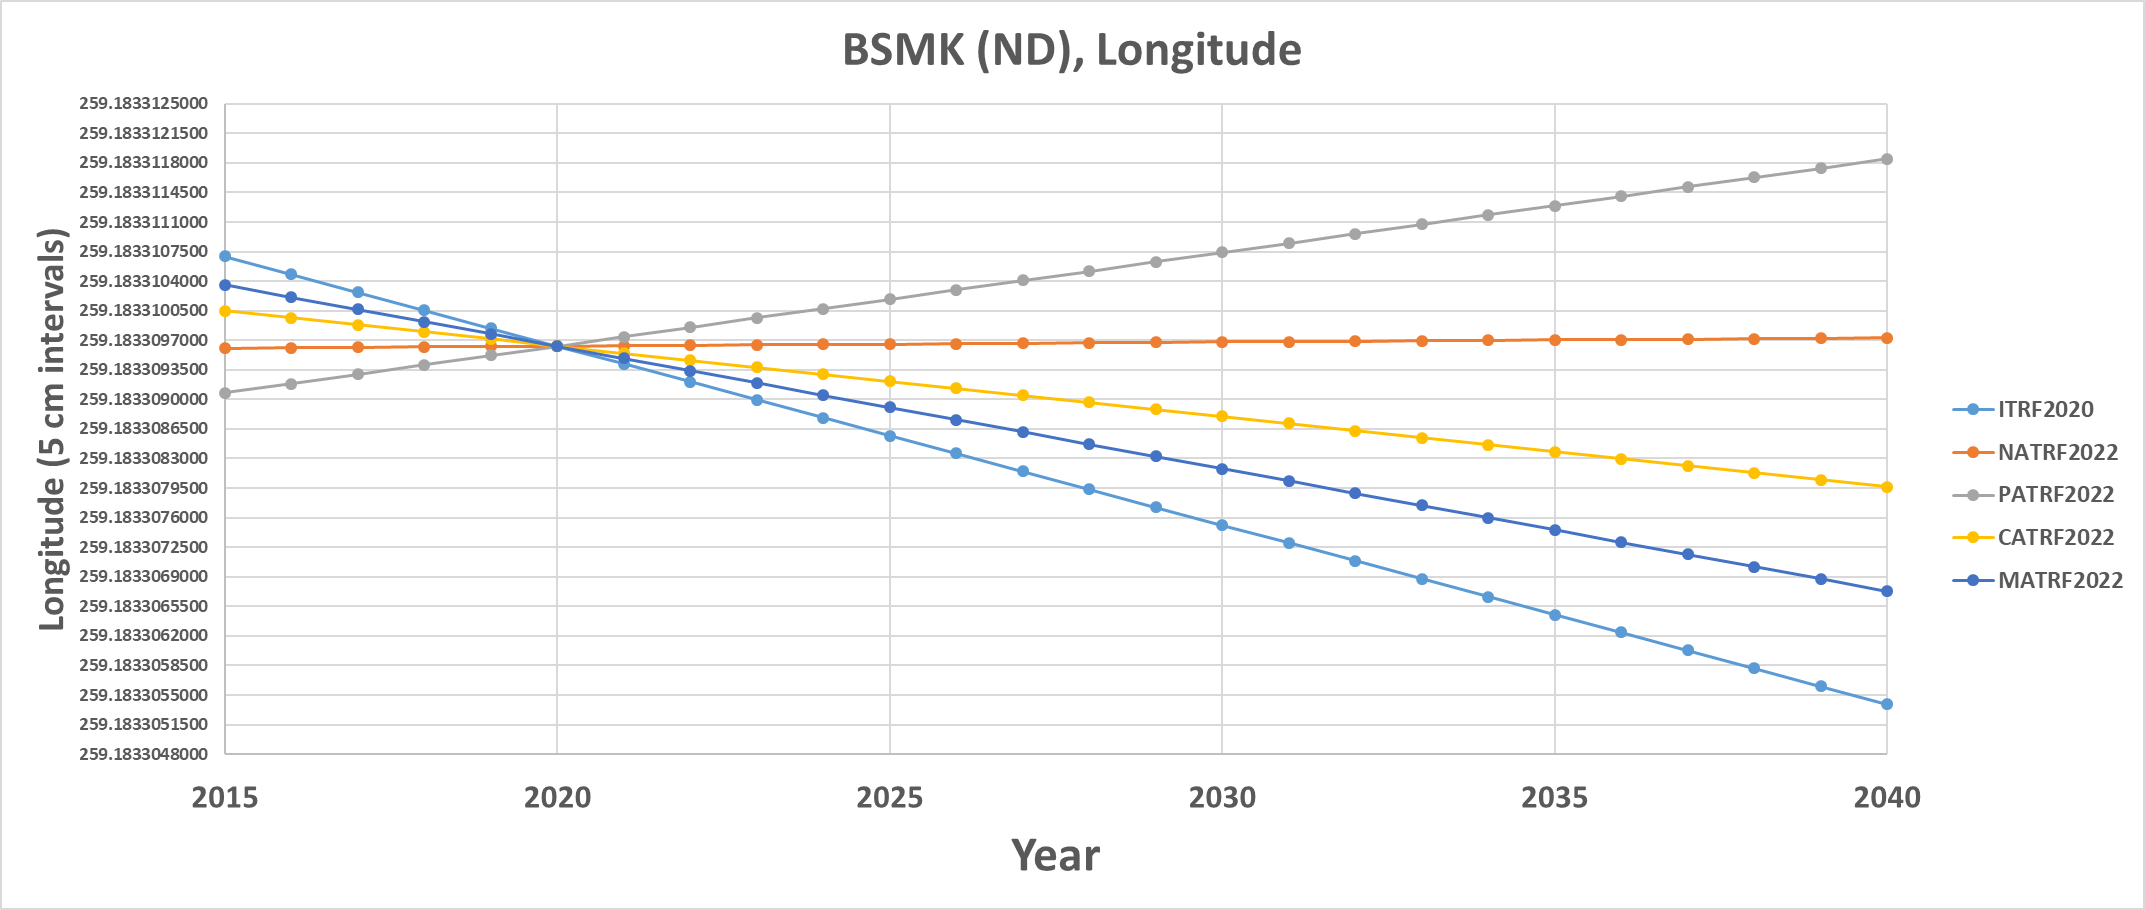 BSMK (ND), Longitude
Longitude (5 cm intervals)
259.1833125000
259.1833121500
259.1833118000
259.1833114500
259.1833111000
259.1833107500
259.1833104000
259.1833100500
259.1833097000
259.1833093500
259.1833090000
259.1833086500
259.1833083000
259.1833079500
259.1833076000
259.1833072500
259.1833069000
259.1833065500
259.1833062000
259.1833058500
259.1833055000
259.1833051500
259.1833048000
2015 2020 2025 2030 2035 2040
Year
ITRF2020
NATRF2022
PATRF2022
CATRF2022
MATRF2022